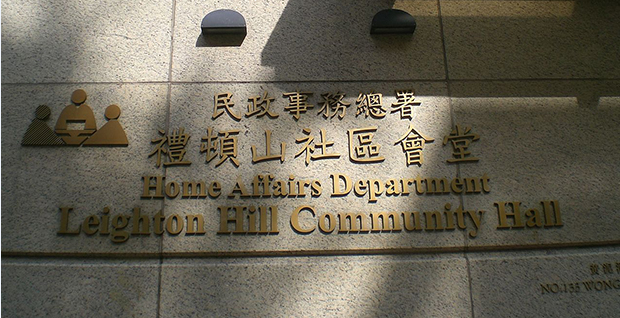 民政事務總署
禮頓山社區會堂
Home Affairs Department
Leighton Hill Community Hall
NO.133 WONG